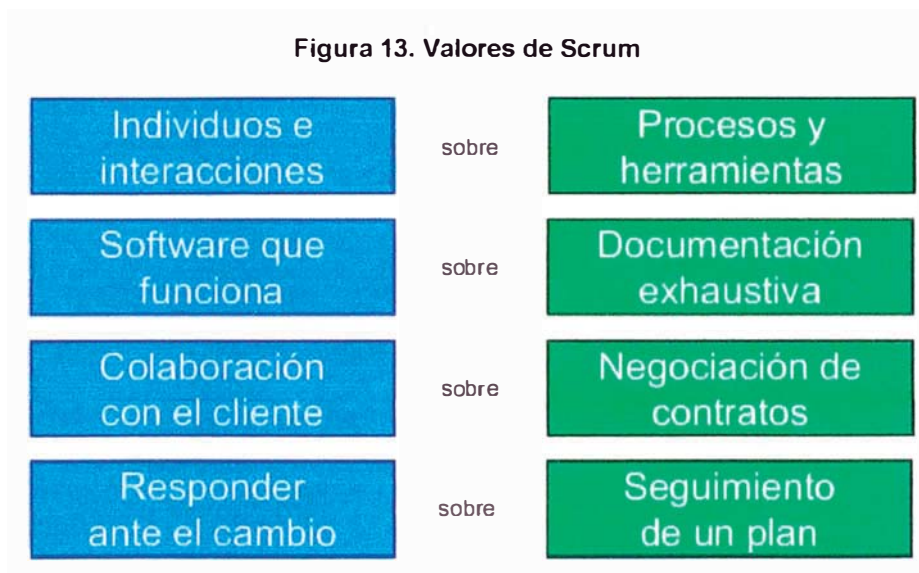 Figura 13. Valores de Scrum
Individuos e
interacciones
sobre
Procesos y
herramientas
Software que
funciona
sobre
Documentación
exhaustiva
Colaboración
con el cliente
sobre
Negociación de
contratos
Responder
ante el cambio
sobre
Seguimiento
de un plan